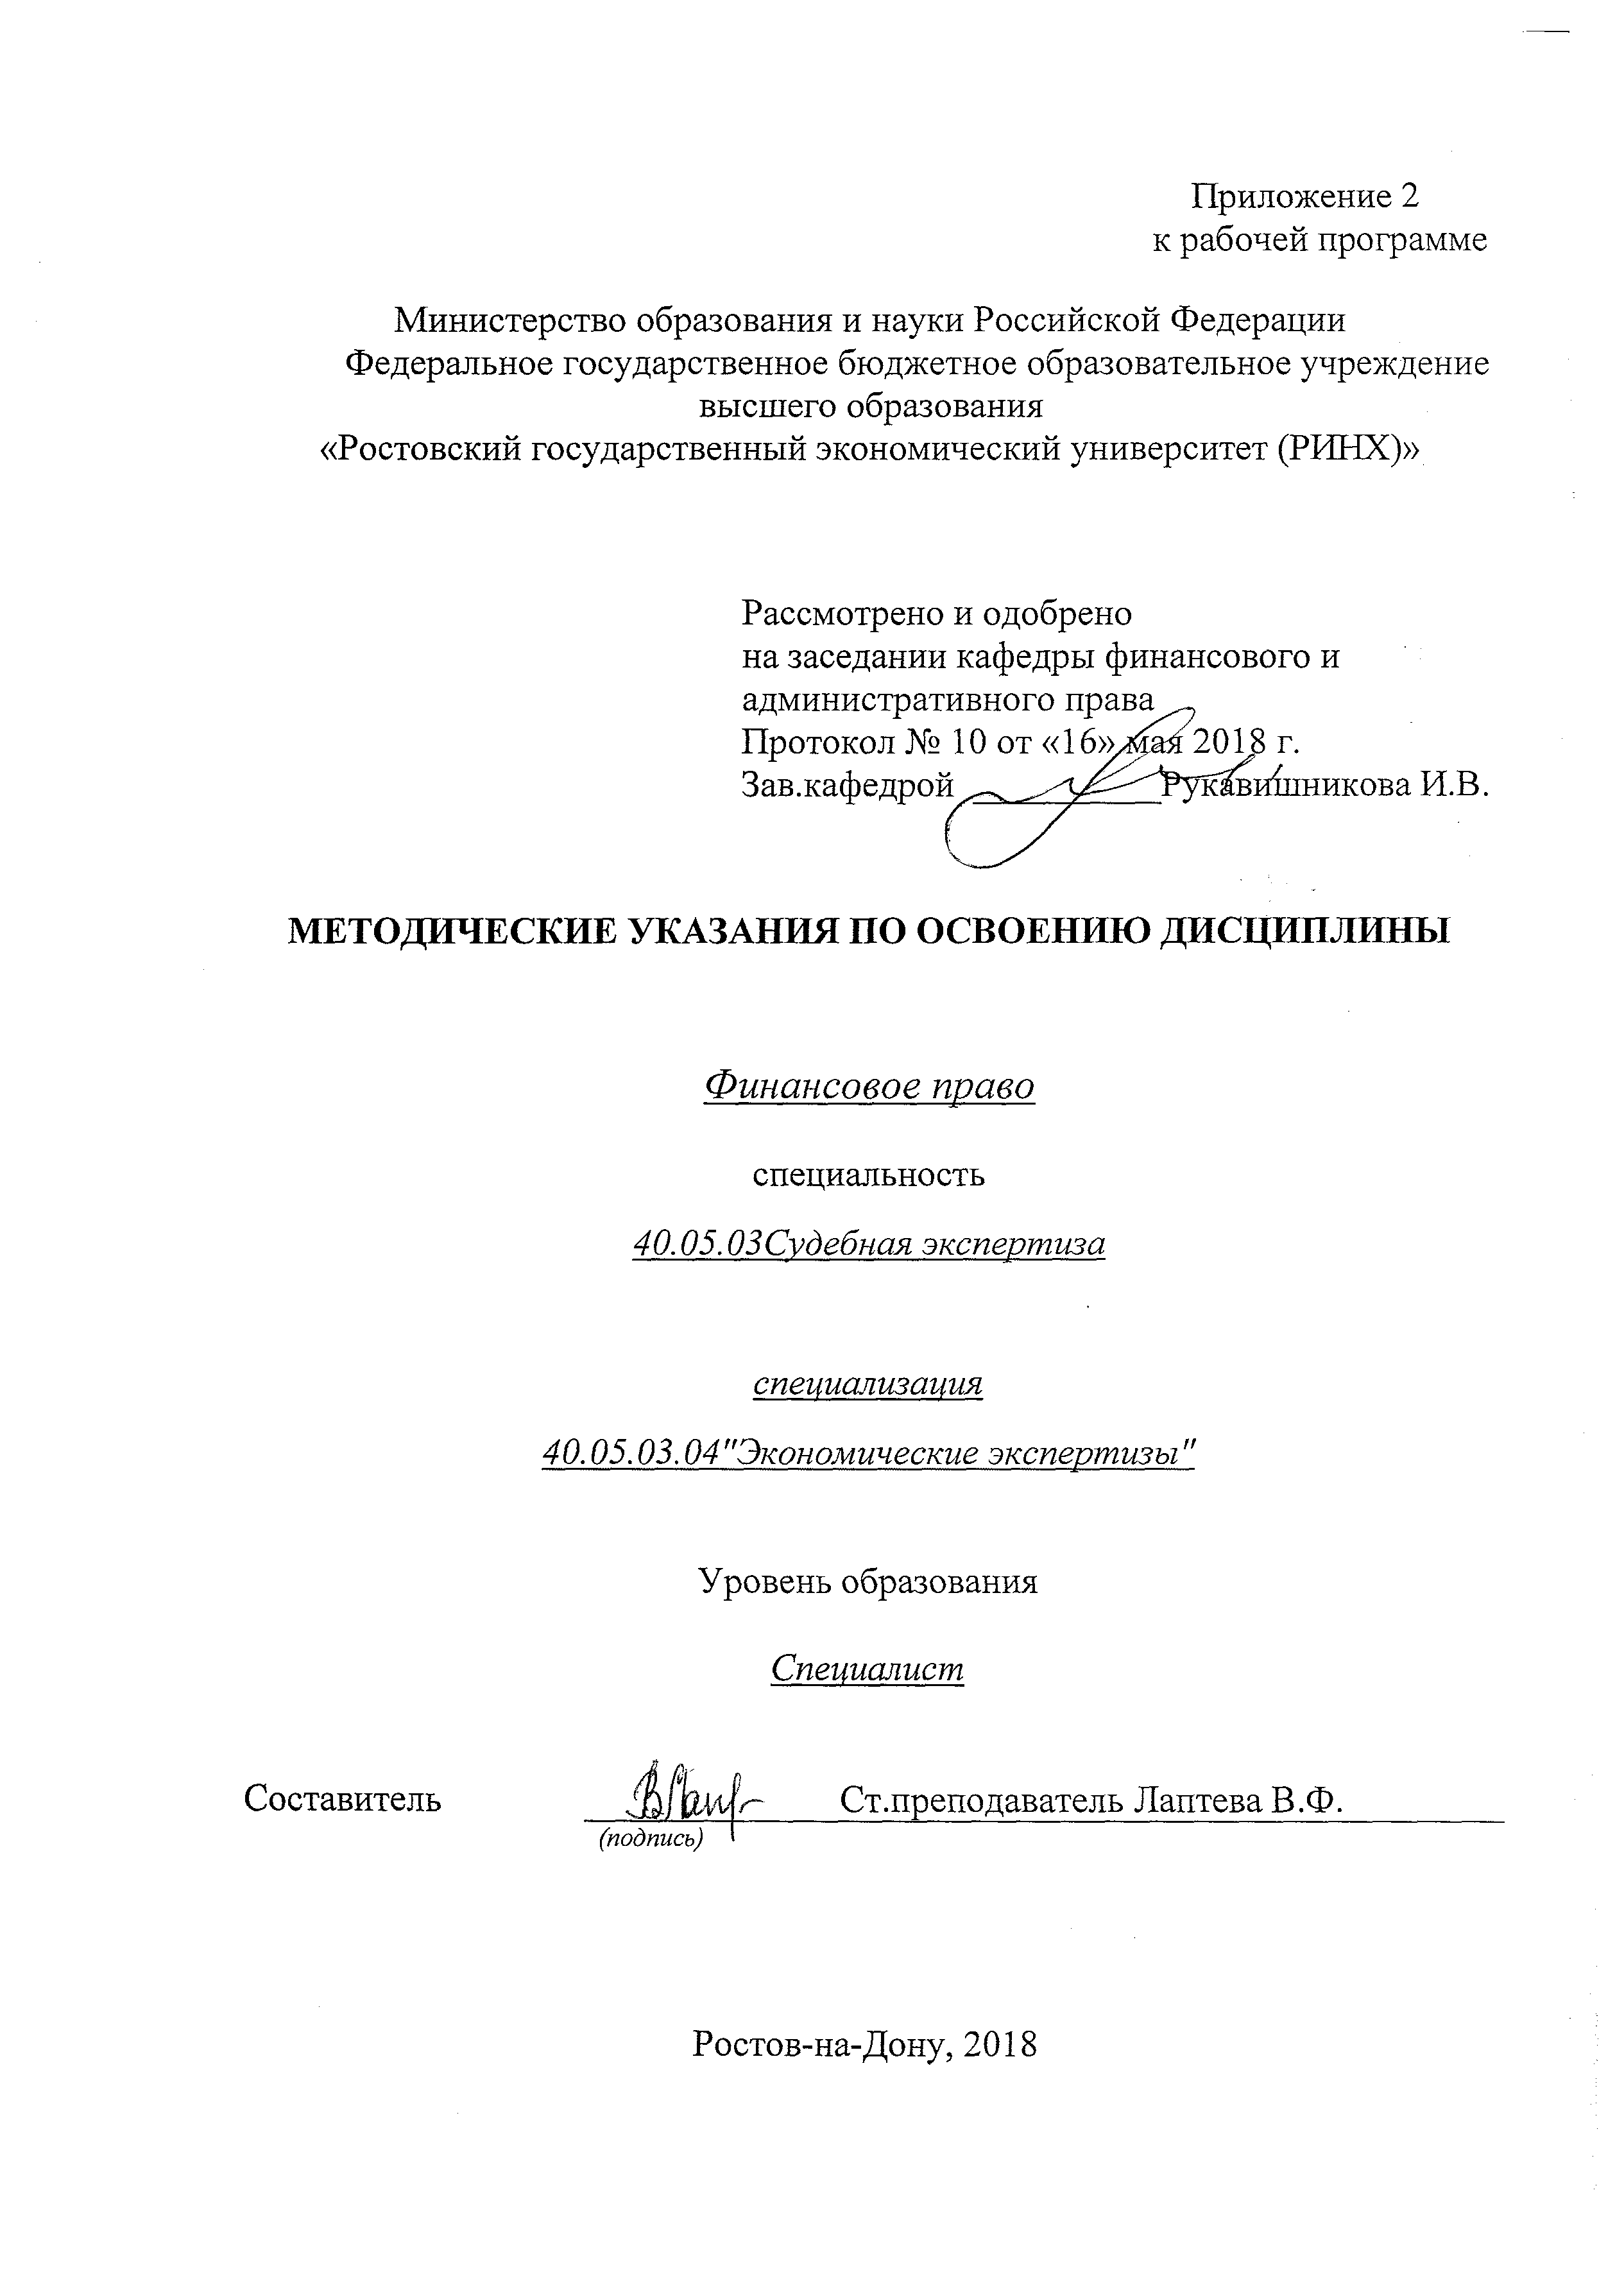 Приложение 2
к рабочей программе
Министерство образования и науки Российской Федерации
Федеральное государственное бюджетное образовательное учреждение
высшего образования
«Ростовский государственный экономический университет (РИНХ)»
Рассмотрено и одобрено
на заседании кафедры финансового и
административного права
Протокол № 10 от «16» мая 2018 г.
Зав.кафедрой Рукавишникова И.В.
МЕТОДИЧЕСКИЕ УКАЗАНИЯ ПО ОСВОЕНИЮ ДИСЦИПЛИНЫ
Финансовое право
специальность
40.05.03Судебная экспертиза
специализация
40.05.03.04"Экономические экспертизы"
Уровень образования
Специалист
Составитель Ст.преподаватель Лаптева В.Ф.
(подпись)
Ростов-на-Дону, 2018